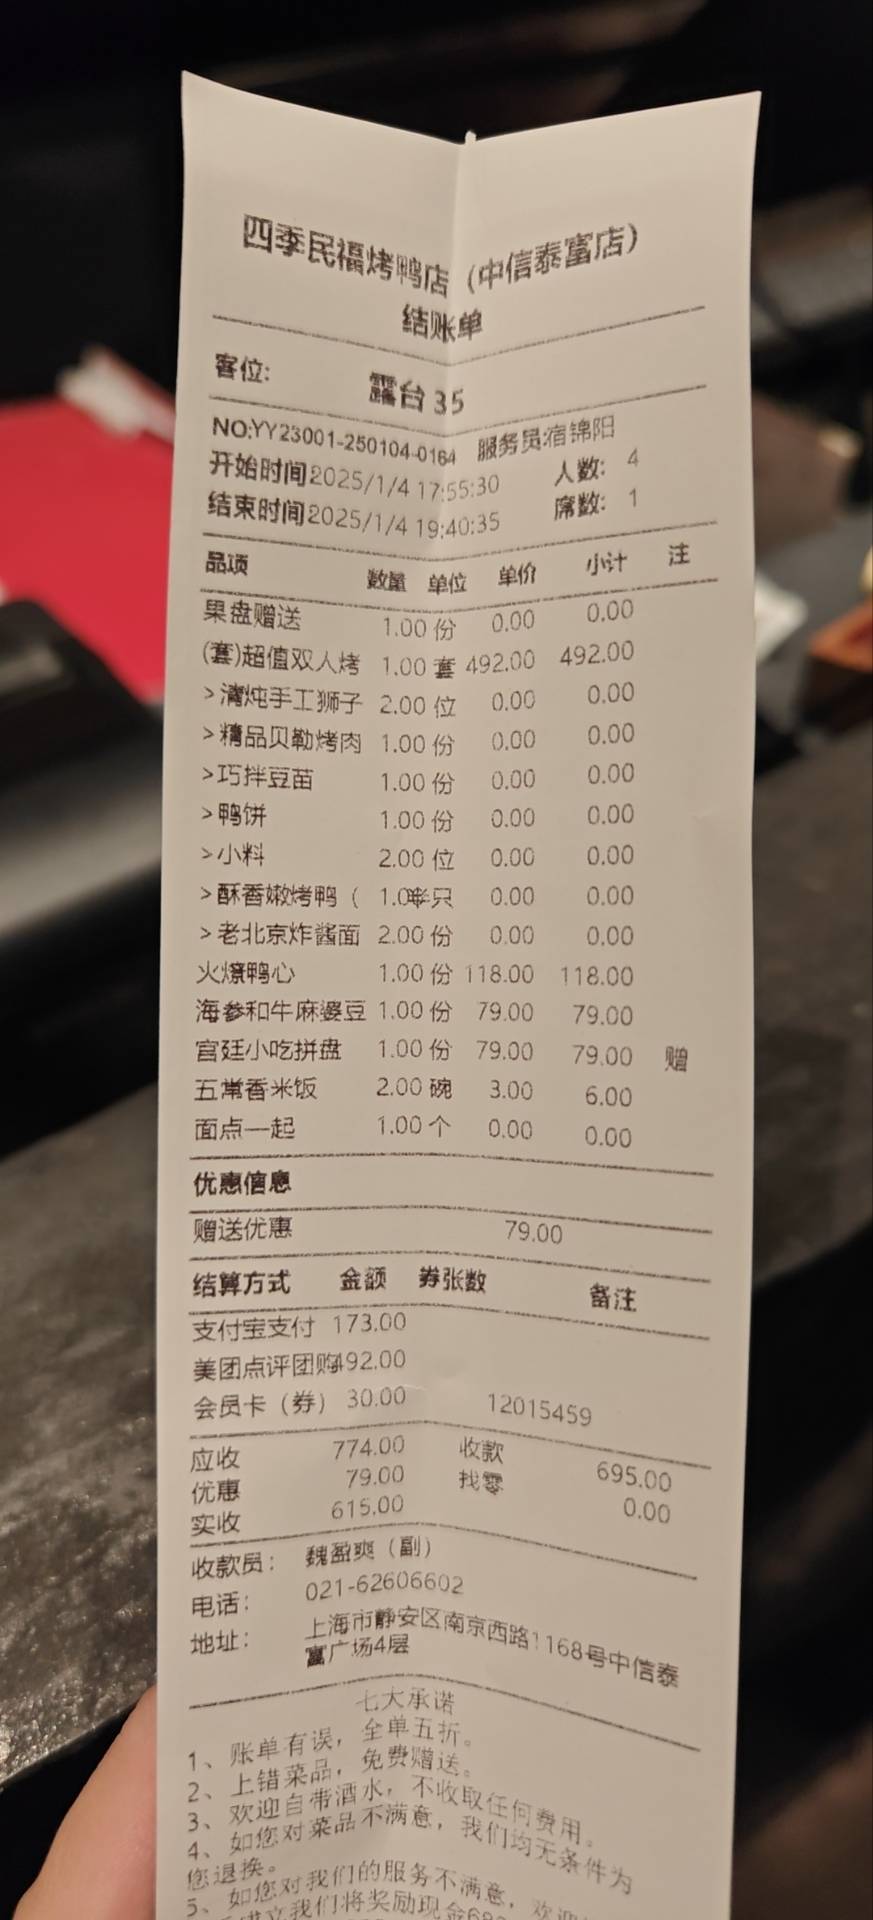 四季民福烤鸭店（中信泰富店）
结账单
客位: 露台 35
NO:YY23001-250104-0164 服务员:宿锦阳
开始时间2025/1/4 17:55:30 人数: 4
结束时间2025/1/4 19:40:35 席数: 1
品项 数量 单位 单价 小计 注
果盘赠送 1.00 份 0.00 0.00
(套)超值双人烤 1.00 套 492.00 492.00
>清炖手工狮子 2.00 位 0.00 0.00
>精品贝勒烤肉 1.00 份 0.00 0.00
>巧拌豆苗 1.00 份 0.00 0.00
>鸭饼 1.00 份 0.00 0.00
>小料 2.00 位 0.00 0.00
>酥香嫩烤鸭（ 1.0 只 0.00 0.00
>老北京炸酱面 2.00 份 0.00 0.00
火燎鸭心 1.00 份 118.00 118.00
海参和牛麻婆豆 1.00 份 79.00 79.00
宫廷小吃拼盘 1.00 份 79.00 79.00 赠
五常香米饭 2.00 碗 3.00 6.00
面点一起 1.00 个 0.00 0.00
优惠信息
赠送优惠 79.00
结算方式 金额 券张数 备注
支付宝支付 173.00
美团点评团购492.00
会员卡（券） 30.00 12015459
应收 774.00 收款 695.00
优惠 79.00 找零 0.00
实收 615.00
收款员: 魏盈爽（副）
电话: 021-62606602
地址: 上海市静安区南京西路1168号中信泰
富广场4层
七大承诺
1、账单有误，全单五折。
2、上错菜品，免费赠送。
3、欢迎自带酒水，不收取任何费用。
4、如您对菜品不满意，我们均无条件为
您退换。
5、如您对我们的服务不满意，欢迎
我们将奖励现金68